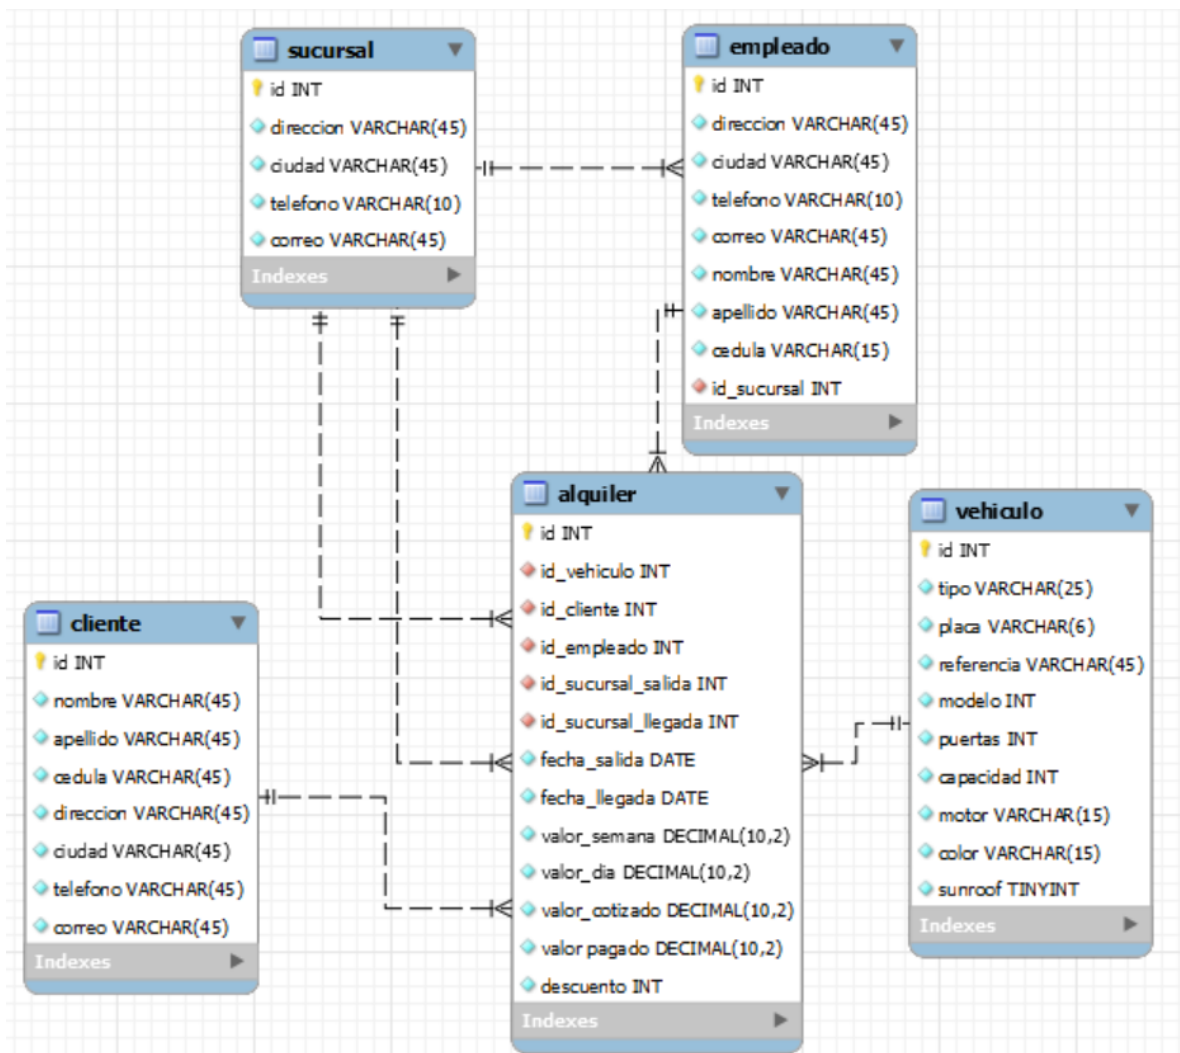 sucursal
id INT
direccion VARCHAR(45)
ciudad VARCHAR(45)
telefono VARCHAR(10)
correo VARCHAR(45)
Indexes
empleado
id INT
direccion VARCHAR(45)
ciudad VARCHAR(45)
telefono VARCHAR(10)
correo VARCHAR(45)
nombre VARCHAR(45)
apellido VARCHAR(45)
cedula VARCHAR(15)
id_sucursal INT
Indexes
cliente
id INT
nombre VARCHAR(45)
apellido VARCHAR(45)
cedula VARCHAR(45)
direccion VARCHAR(45)
ciudad VARCHAR(45)
telefono VARCHAR(45)
correo VARCHAR(45)
Indexes
alquiler
id INT
id_vehiculo INT
id_cliente INT
id_empleado INT
id_sucursal_salida INT
id_sucursal_llegada INT
fecha_salida DATE
fecha_llegada DATE
valor_semana DECIMAL(10,2)
valor_dia DECIMAL(10,2)
valor_cotizado DECIMAL(10,2)
valor pagado DECIMAL(10,2)
descuento INT
Indexes
vehiculo
id INT
tipo VARCHAR(25)
placa VARCHAR(6)
referencia VARCHAR(45)
modelo INT
puertas INT
capacidad INT
motor VARCHAR(15)
color VARCHAR(15)
sunroof TINYINT
Indexes